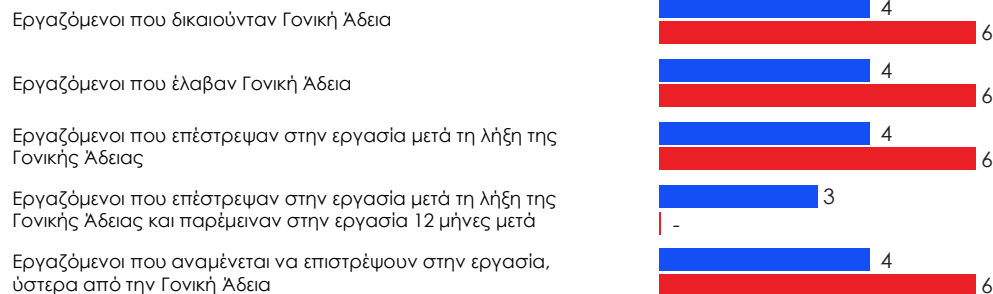 Εργαζόμενοι που δικαιούνταν Γονική Άδεια
4
6
Εργαζόμενοι που έλαβαν Γονική Άδεια
4
6
Εργαζόμενοι που επέστρεψαν στην εργασία μετά τη λήξη της
Γονικής Άδειας
4
6
Εργαζόμενοι που επέστρεψαν στην εργασία μετά τη λήξη της
Γονικής Άδειας και παρέμειναν στην εργασία 12 μήνες μετά
3
-
Εργαζόμενοι που αναμένεται να επιστρέψουν στην εργασία,
ύστερα από την Γονική Άδεια
4
6